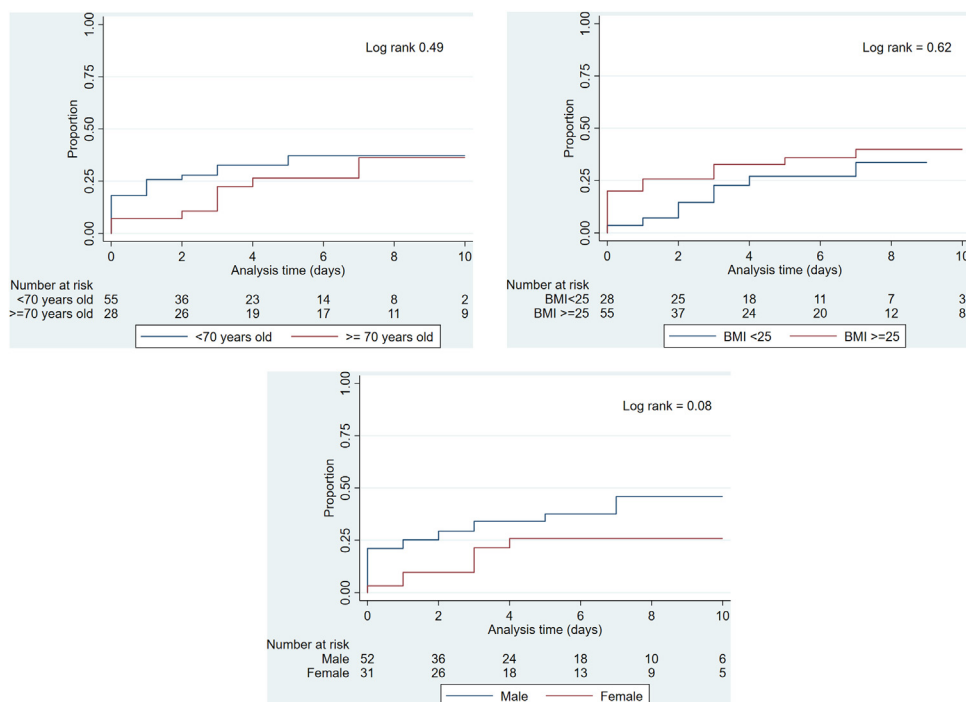 Log rank 0.49
Proportion
1.00
0.75
0.50
0.25
0.00
0 2 4 6 8 10
Analysis time (days)
Number at risk
<70 years old 55 36 23 14 8 2
>=70 years old 28 26 19 17 11 9
<70 years old >= 70 years old
Log rank = 0.62
Proportion
1.00
0.75
0.50
0.25
0.00
0 2 4 6 8 10
Analysis time (days)
Number at risk
BMI<25 28 25 18 11 7 3
BMI >=25 55 37 24 20 12 8
BMI <25 BMI >=25
Log rank = 0.08
Proportion
1.00
0.75
0.50
0.25
0.00
0 2 4 6 8 10
Analysis time (days)
Number at risk
Male 52 36 24 18 10 6
Female 31 26 18 13 9 5
Male Female